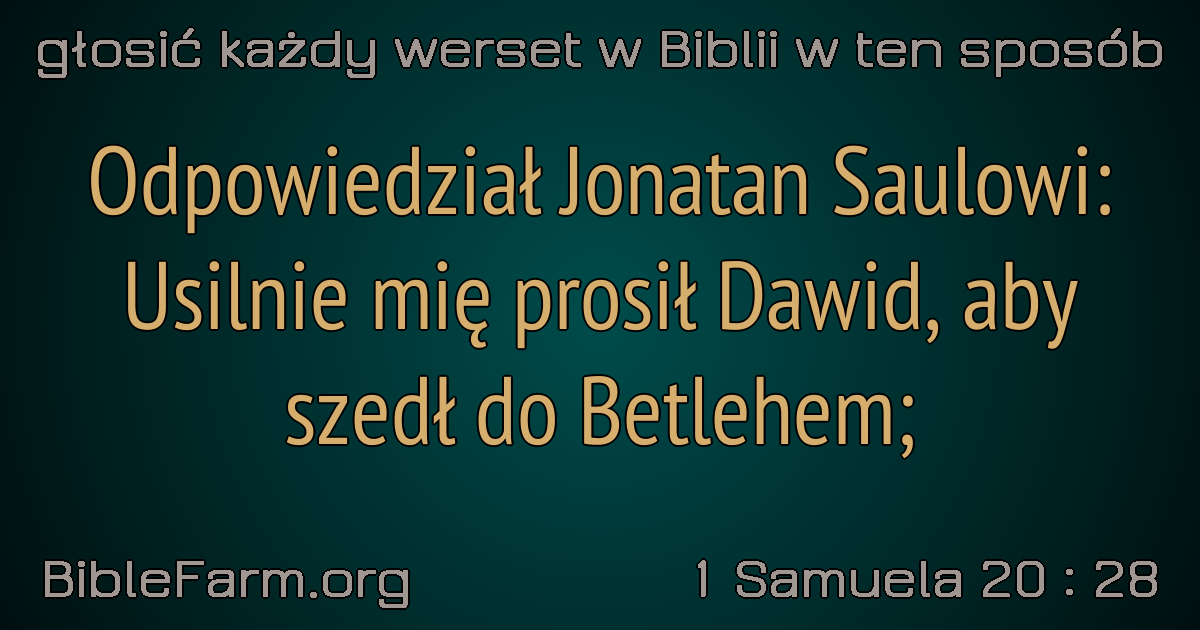 głosić każdy werset w Biblii w ten sposób
Odpowiedział Jonatan Saulowi:
Usilnie mię prosił Dawid, aby
szedł do Betlehem;
BibleFarm.org
1 Samuela 20 : 28